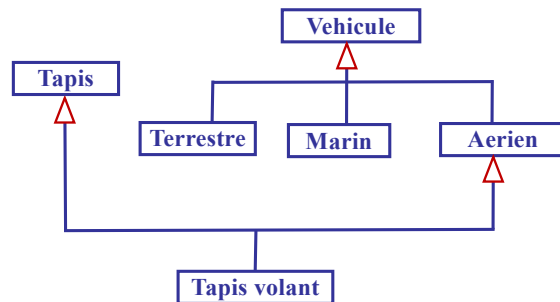 Vehicule
Tapis
Terrestre
Marin
Aerien
Tapis volant